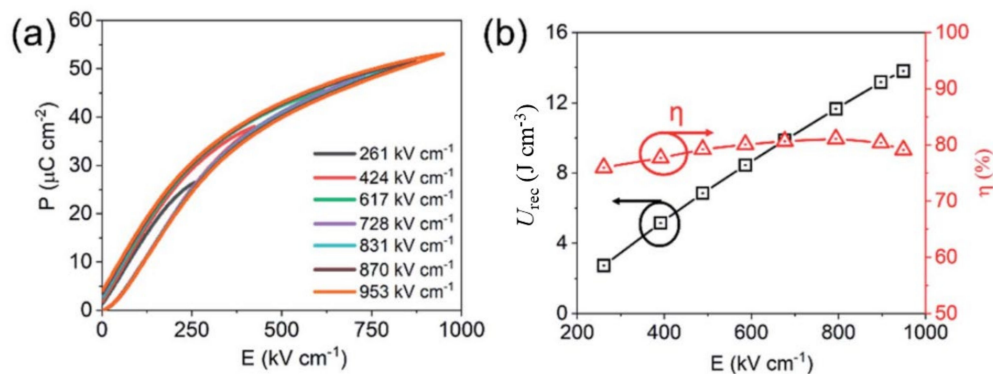 (a)
60
50
40
30
20
10
0
P (μC cm⁻²)
261 kV cm⁻¹
424 kV cm⁻¹
617 kV cm⁻¹
728 kV cm⁻¹
831 kV cm⁻¹
870 kV cm⁻¹
953 kV cm⁻¹
0 250 500 750 1000
E (kV cm⁻¹)
(b)
16
12
8
4
0
U_rec (J cm⁻³)
η
100
90
80
70
60
50
η (%)
200 400 600 800 1000
E (kV cm⁻¹)